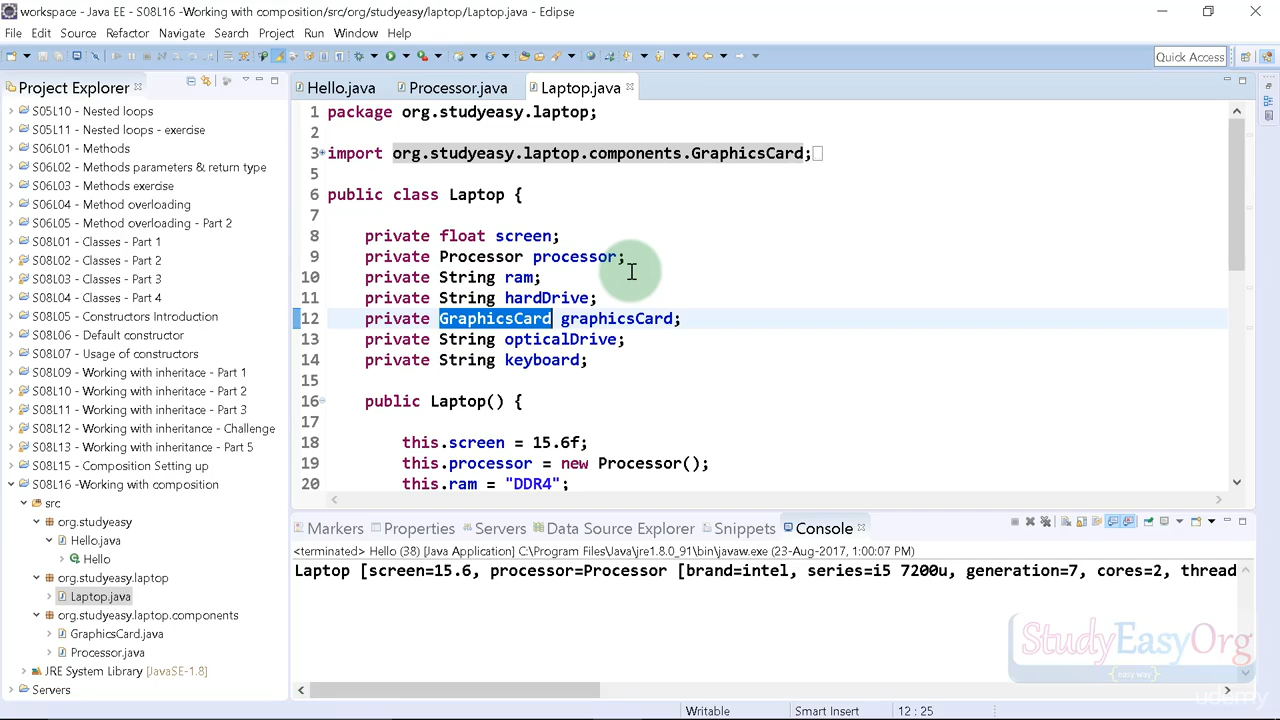 workspace - Java EE - S08L16 -Working with composition/src/org/studyeasy/laptop/Laptop.java - Eclipse
File Edit Source Refactor Navigate Search Project Run Window Help
Quick Access
Project Explorer
Hello.java Processor.java Laptop.java
S05L10 - Nested loops
S05L11 - Nested loops - exercise
S06L01 - Methods
S06L02 - Methods parameters & return type
S06L03 - Methods exercise
S06L04 - Method overloading
S06L05 - Method overloading - Part 2
S08L01 - Classes - Part 1
S08L02 - Classes - Part 2
S08L03 - Classes - Part 3
S08L04 - Classes - Part 4
S08L05 - Constructors Introduction
S08L06 - Default constructor
S08L07 - Usage of constructors
S08L09 - Working with inheritace - Part 1
S08L10 - Working with inheritance - Part 2
S08L11 - Working with inheritance - Part 3
S08L12 - Working with inheritance - Challenge
S08L13 - Working with inheritance - Part 5
S08L15 - Composition Setting up
S08L16 -Working with composition
src
org.studyeasy
Hello.java
Hello
org.studyeasy.laptop
Laptop.java
org.studyeasy.laptop.components
GraphicsCard.java
Processor.java
JRE System Library [JavaSE-1.8]
Servers
1 package org.studyeasy.laptop;
2
3 import org.studyeasy.laptop.components.GraphicsCard;
5
6 public class Laptop {
7
8 private float screen;
9 private Processor processor;
10 private String ram;
11 private String hardDrive;
12 private GraphicsCard graphicsCard;
13 private String opticalDrive;
14 private String keyboard;
15
16 public Laptop() {
17
18 this.screen = 15.6f;
19 this.processor = new Processor();
20 this.ram = "DDR4";
Markers Properties Servers Data Source Explorer Snippets Console
<terminated> Hello (38) [Java Application] C:\Program Files\Java\jre1.8.0_91\bin\javaw.exe (23-Aug-2017, 1:00:07 PM)
Laptop [screen=15.6, processor=Processor [brand=intel, series=i5 7200u, generation=7, cores=2, thread
StudyEasyOrg
easy way
udemy
Writable Smart Insert 12 : 25